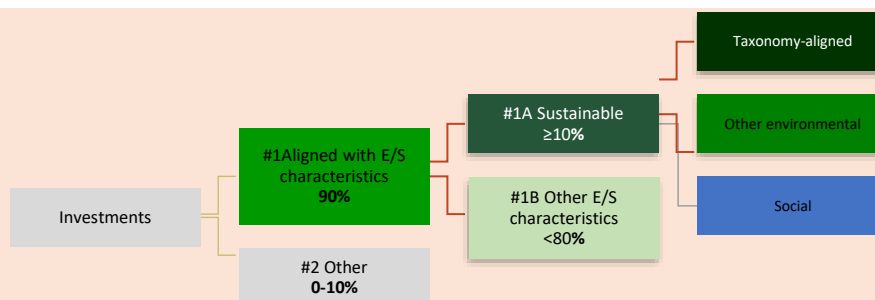 Investments
#1Aligned with E/S
characteristics
90%
#2 Other
0-10%
#1A Sustainable
≥10%
#1B Other E/S
characteristics
<80%
Taxonomy-aligned
Other environmental
Social